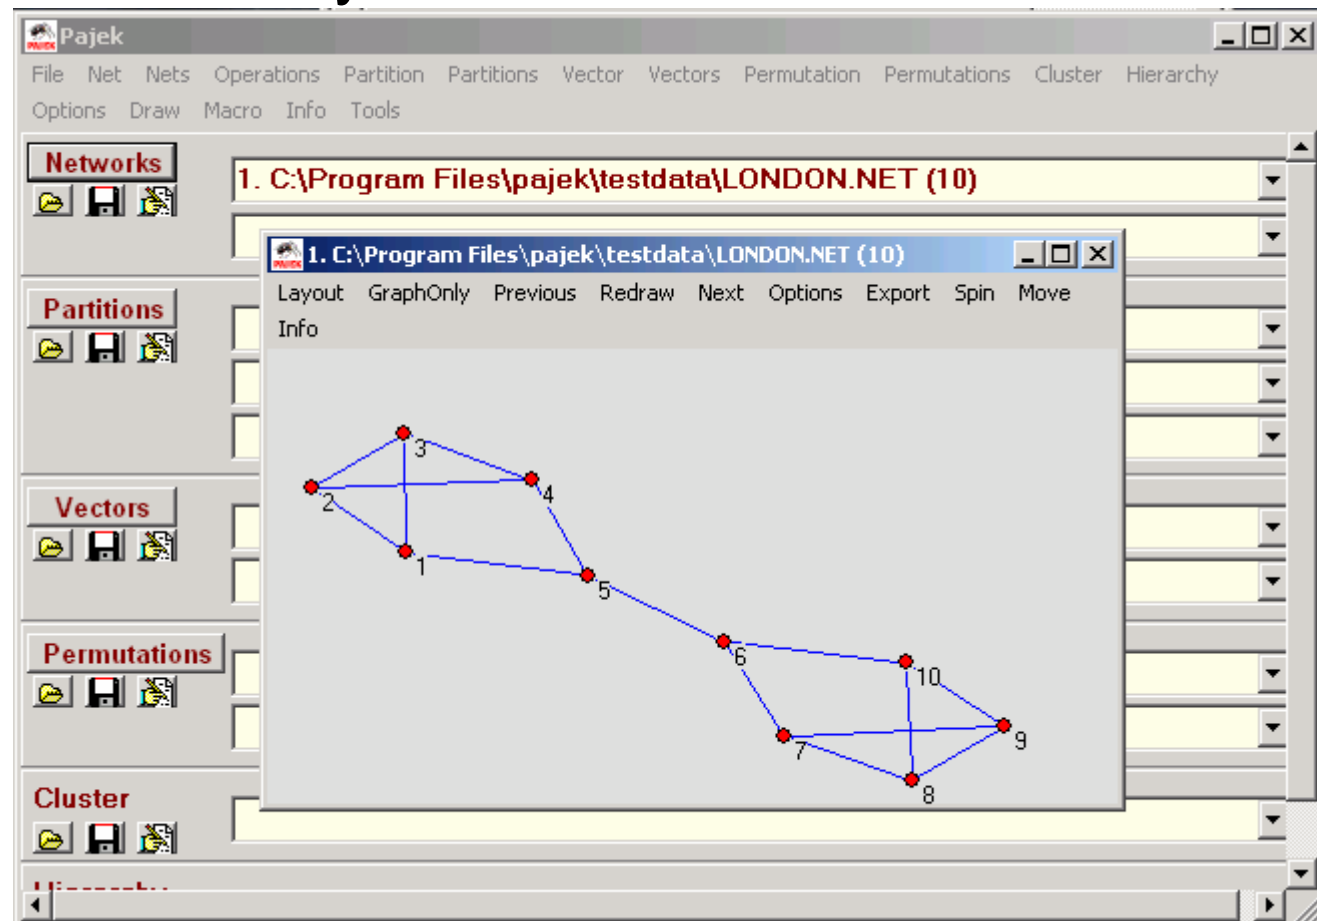 Pajek
File Net Nets Operations Partition Partitions Vector Vectors Permutation Permutations Cluster Hierarchy
Options Draw Macro Info Tools
Networks
1. C:\Program Files\pajek\testdata\LONDON.NET (10)
1. C:\Program Files\pajek\testdata\LONDON.NET (10)
Layout GraphOnly Previous Redraw Next Options Export Spin Move
Info
Partitions
3
2
4
Vectors
1
5
Permutations
6
10
7
9
8
Cluster